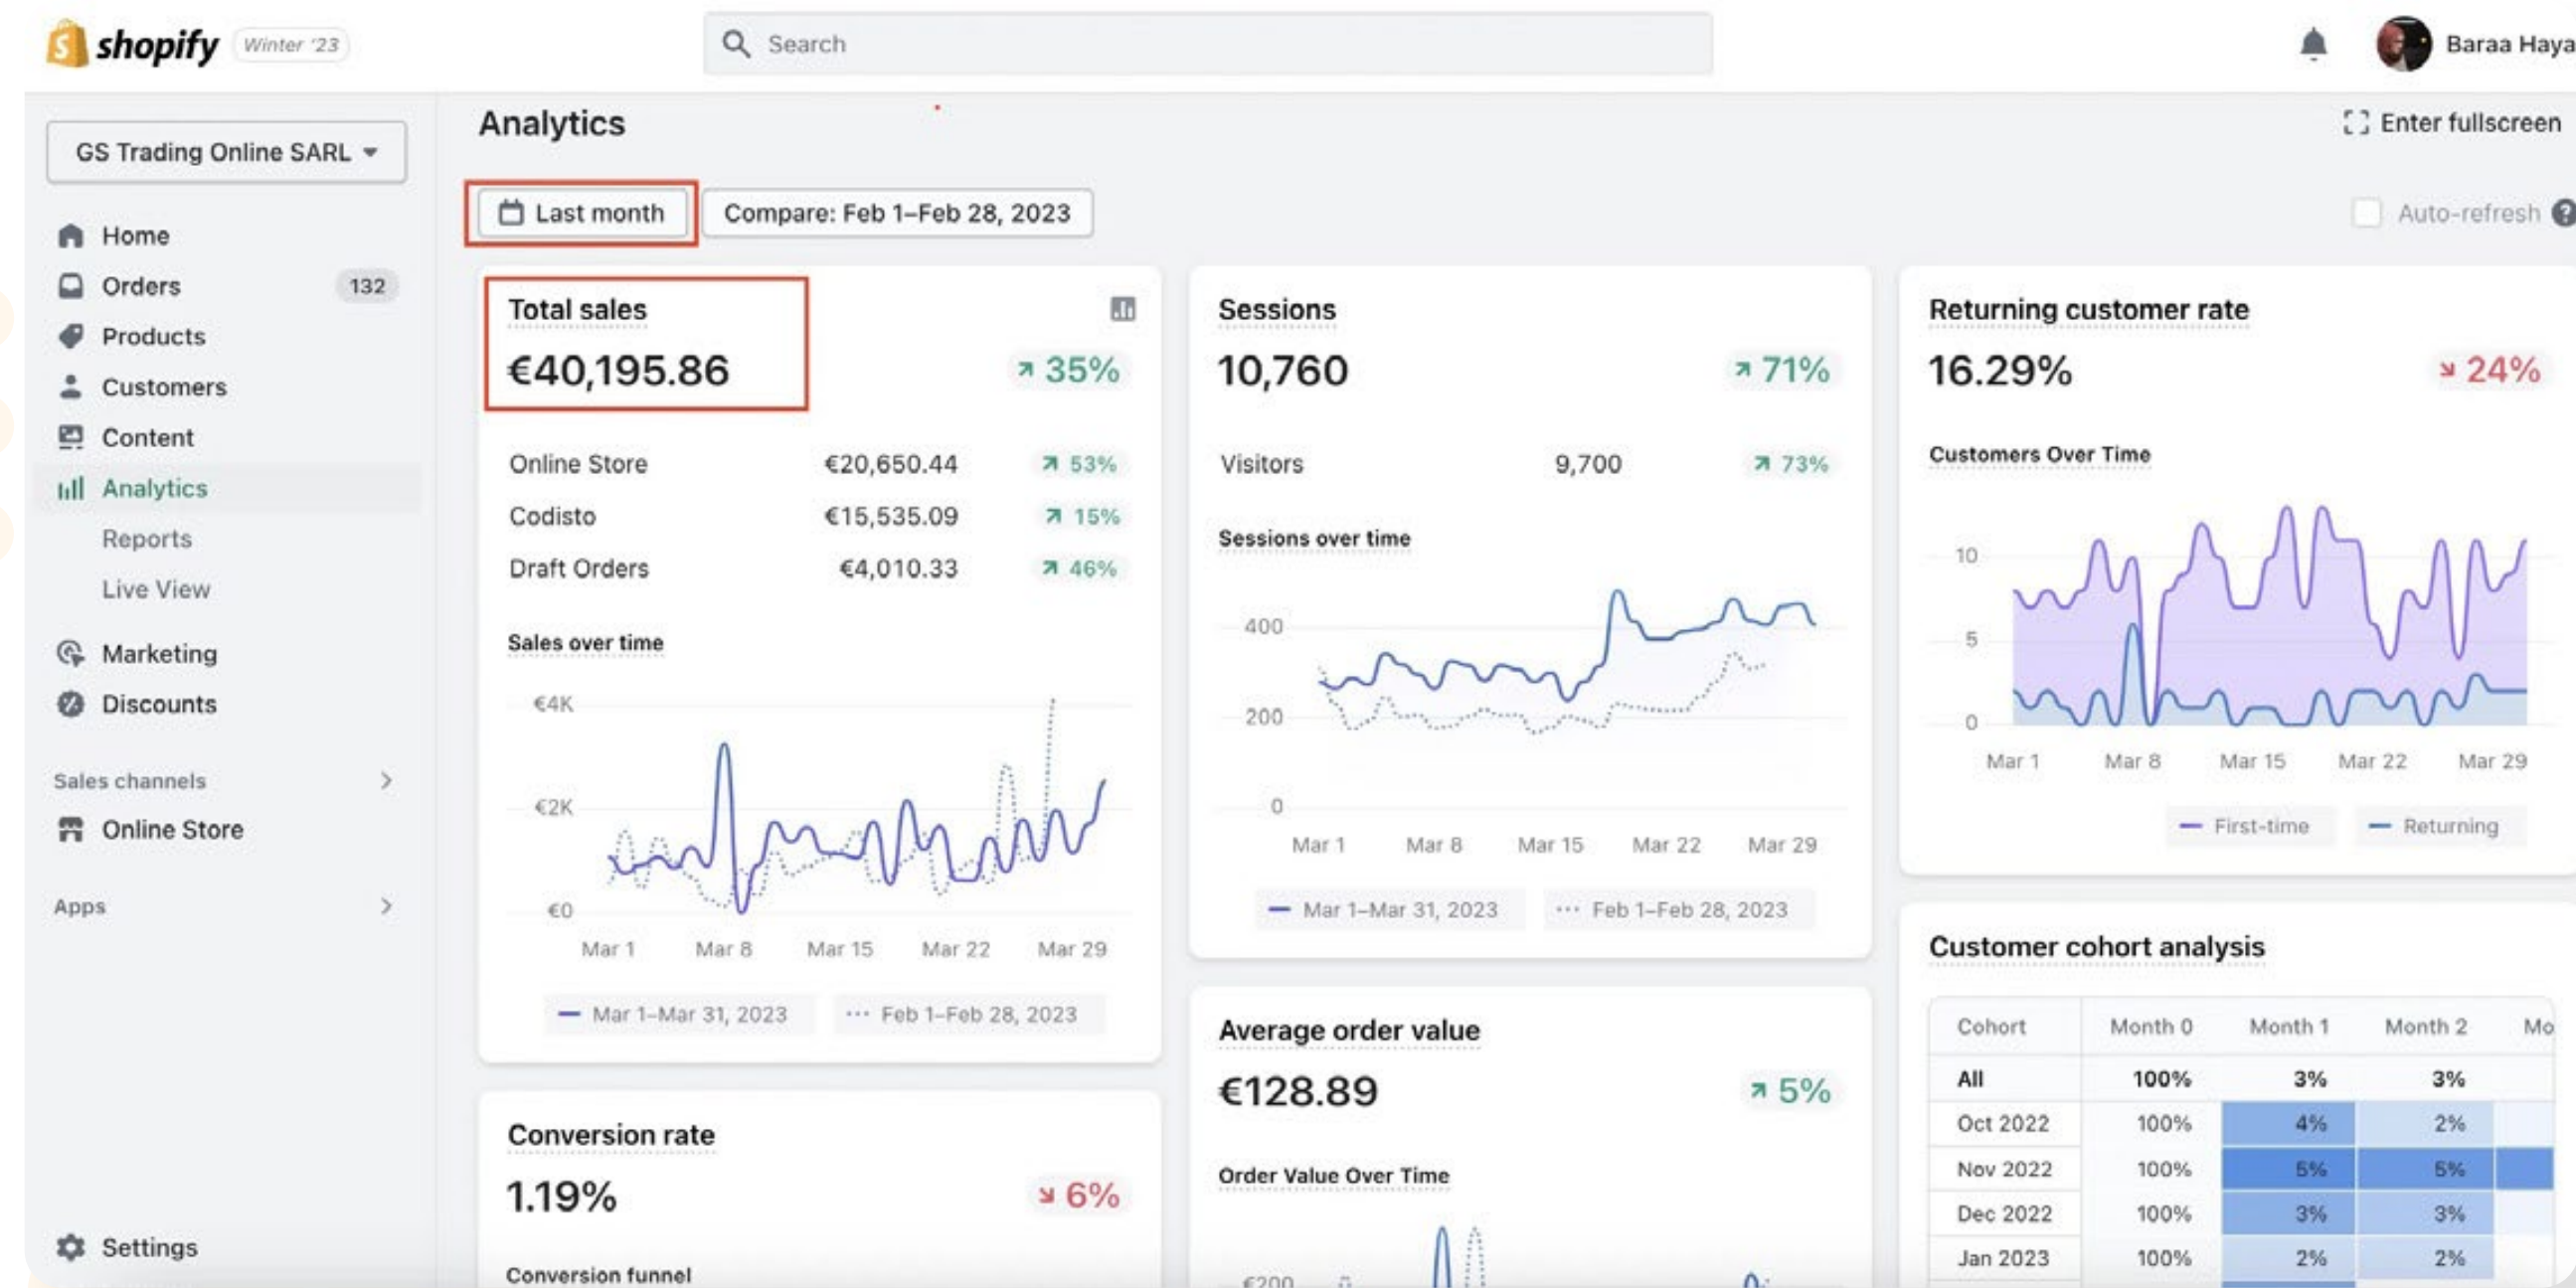 shopify Winter '23
Search
Baraa Haya
GS Trading Online SARL
Home
Orders 132
Products
Customers
Content
Analytics
Reports
Live View
Marketing
Discounts
Sales channels
Online Store
Apps
Settings
Analytics
Enter fullscreen
Last month
Compare: Feb 1–Feb 28, 2023
Auto-refresh ?
Total sales
€40,195.86 35%
Online Store €20,650.44 53%
Codisto €15,535.09 15%
Draft Orders €4,010.33 46%
Sales over time
€4K
€2K
€0
Mar 1 Mar 8 Mar 15 Mar 22 Mar 29
Mar 1–Mar 31, 2023 Feb 1–Feb 28, 2023
Conversion rate
1.19% 6%
Conversion funnel
Sessions
10,760 71%
Visitors 9,700 73%
Sessions over time
400
200
0
Mar 1 Mar 8 Mar 15 Mar 22 Mar 29
Mar 1–Mar 31, 2023 Feb 1–Feb 28, 2023
Average order value
€128.89 5%
Order Value Over Time
€200
Returning customer rate
16.29% 24%
Customers Over Time
10
5
0
Mar 1 Mar 8 Mar 15 Mar 22 Mar 29
First-time Returning
Customer cohort analysis
Cohort Month 0 Month 1 Month 2 Mo
All 100% 3% 3%
Oct 2022 100% 4% 2%
Nov 2022 100% 5% 5%
Dec 2022 100% 3% 3%
Jan 2023 100% 2% 2%